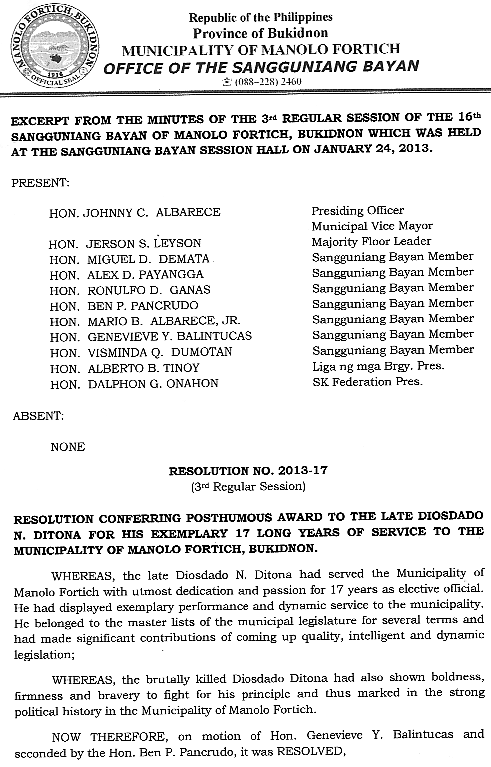 Republic of the Philippines
Province of Bukidnon
MUNICIPALITY OF MANOLO FORTICH
OFFICE OF THE SANGGUNIANG BAYAN
☏ (088-228) 2460
MANOLO FORTICH, BUKIDNON
OFFICIAL SEAL
1914
EXCERPT FROM THE MINUTES OF THE 3rd REGULAR SESSION OF THE 16th
SANGGUNIANG BAYAN OF MANOLO FORTICH, BUKIDNON WHICH WAS HELD
AT THE SANGGUNIANG BAYAN SESSION HALL ON JANUARY 24, 2013.
PRESENT:
HON. JOHNNY C. ALBARECE Presiding Officer
Municipal Vice Mayor
HON. JERSON S. LEYSON Majority Floor Leader
HON. MIGUEL D. DEMATA Sangguniang Bayan Member
HON. ALEX D. PAYANGGA Sangguniang Bayan Member
HON. RONULFO D. GANAS Sangguniang Bayan Member
HON. BEN P. PANCRUDO Sangguniang Bayan Member
HON. MARIO B. ALBARECE, JR. Sangguniang Bayan Member
HON. GENEVIEVE Y. BALINTUCAS Sangguniang Bayan Member
HON. VISMINDA Q. DUMOTAN Sangguniang Bayan Member
HON. ALBERTO B. TINOY Liga ng mga Brgy. Pres.
HON. DALPHON G. ONAHON SK Federation Pres.
ABSENT:
NONE
RESOLUTION NO. 2013-17
(3rd Regular Session)
RESOLUTION CONFERRING POSTHUMOUS AWARD TO THE LATE DIOSDADO
N. DITONA FOR HIS EXEMPLARY 17 LONG YEARS OF SERVICE TO THE
MUNICIPALITY OF MANOLO FORTICH, BUKIDNON.
WHEREAS, the late Diosdado N. Ditona had served the Municipality of
Manolo Fortich with utmost dedication and passion for 17 years as elective official.
He had displayed exemplary performance and dynamic service to the municipality.
He belonged to the master lists of the municipal legislature for several terms and
had made significant contributions of coming up quality, intelligent and dynamic
legislation;
WHEREAS, the brutally killed Diosdado Ditona had also shown boldness,
firmness and bravery to fight for his principle and thus marked in the strong
political history in the Municipality of Manolo Fortich.
NOW THEREFORE, on motion of Hon. Genevieve Y. Balintucas and
seconded by the Hon. Ben P. Pancrudo, it was RESOLVED,